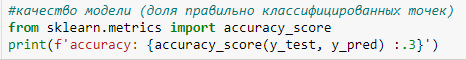 #качество модели (доля правильно классифицированных точек)
from sklearn.metrics import accuracy_score
print(f'accuracy: {accuracy_score(y_test, y_pred) :.3}')